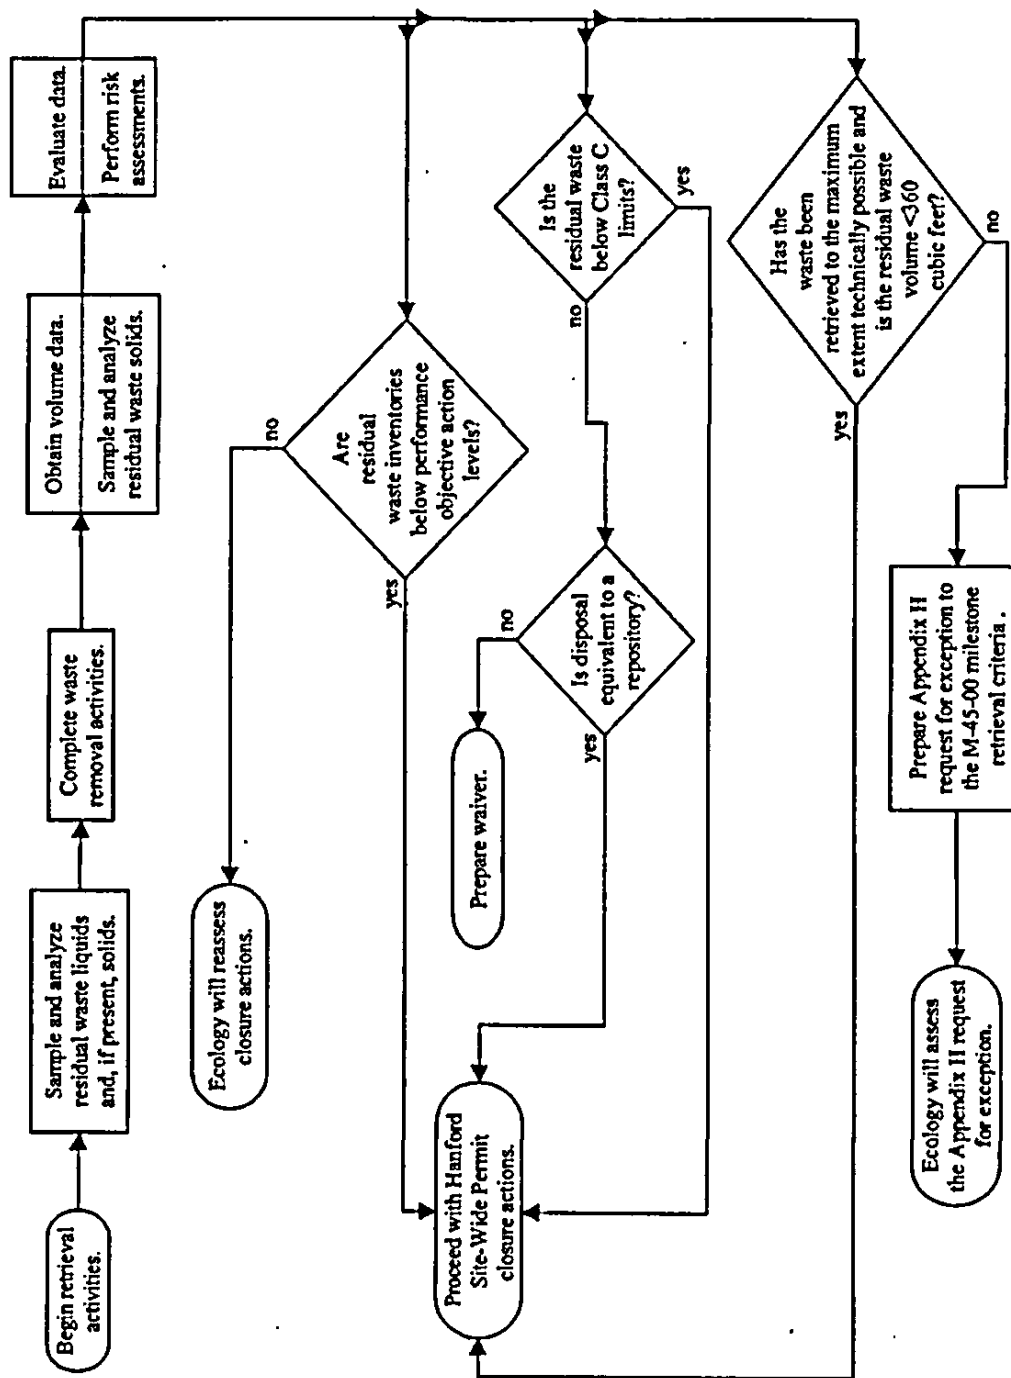 Begin retrieval
activities.
Sample and analyze
residual waste liquids
and, if present, solids.
Complete waste
removal activities.
Obtain volume data.
Sample and analyze
residual waste solids.
Evaluate data.
Perform risk
assessments.
Ecology will reassess
closure actions.
no
Are
residual
waste inventories
below performance
objective action
levels?
yes
Proceed with Hanford
Site-Wide Permit
closure actions.
Prepare waiver.
no
Is disposal
equivalent to a
repository?
yes
no
Is the
residual waste
below Class C
limits?
yes
yes
Has the
waste been
retrieved to the maximum
extent technically possible and
is the residual waste
volume <360
cubic feet?
no
Prepare Appendix H
request for exception to
the M-45-00 milestone
retrieval criteria .
Ecology will assess
the Appendix H request
for exception.